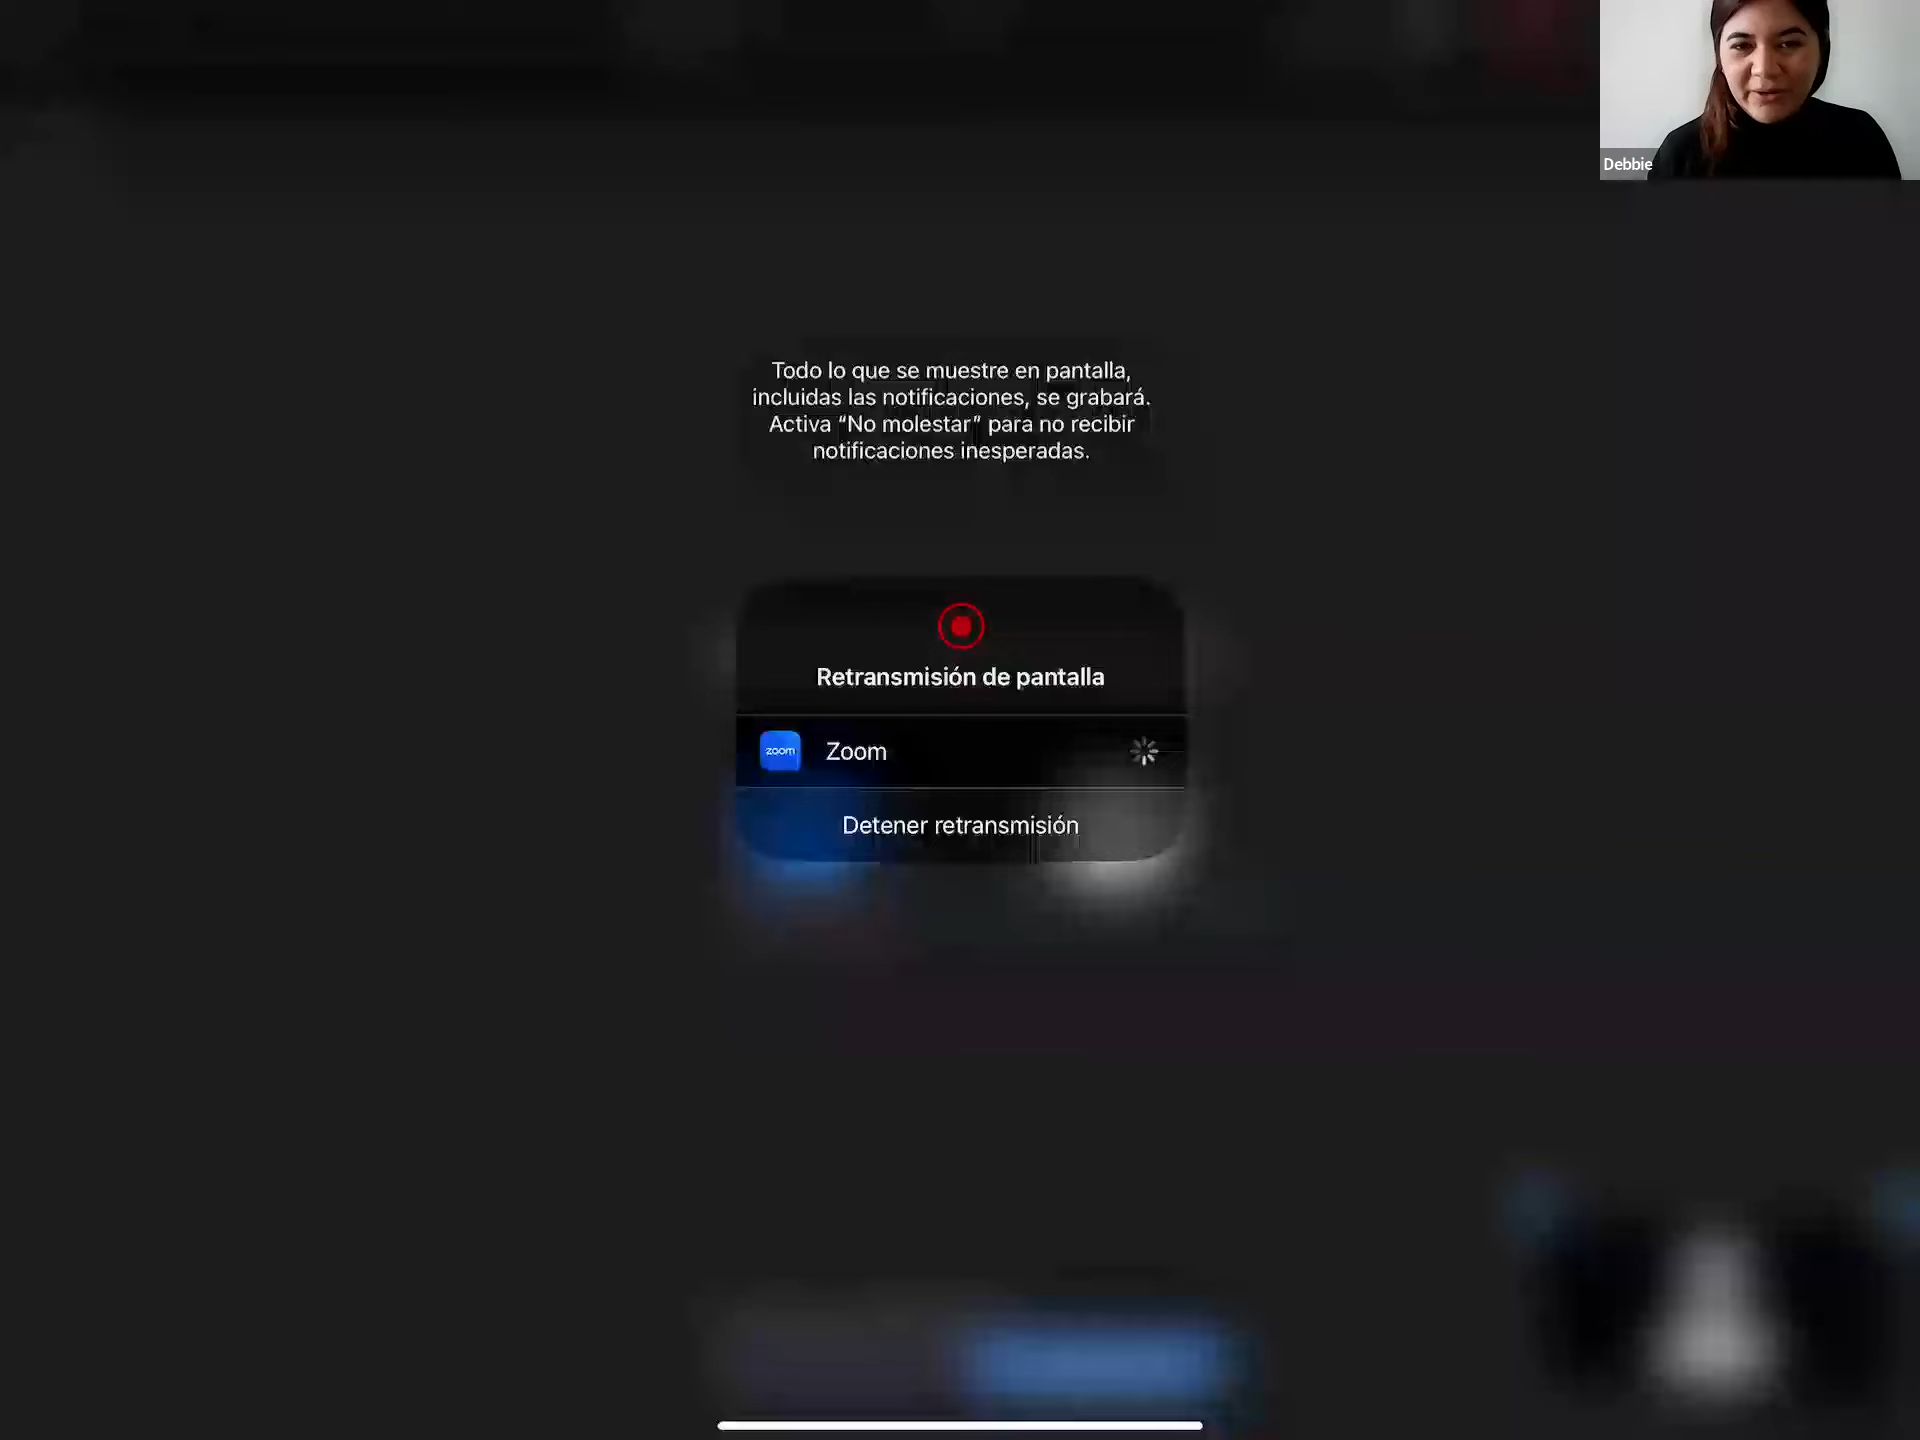 Debbie
Todo lo que se muestre en pantalla,
incluidas las notificaciones, se grabará.
Activa “No molestar” para no recibir
notificaciones inesperadas.
Retransmisión de pantalla
zoom Zoom
Detener retransmisión